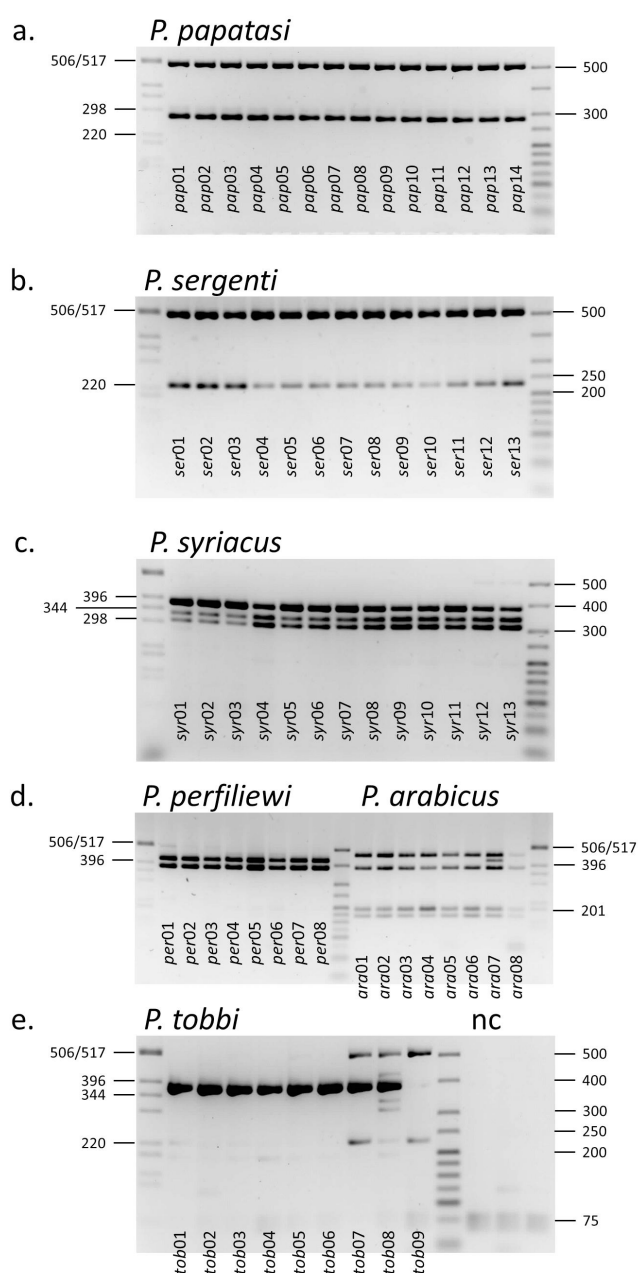 a. P. papatasi
506/517
298
220
500
300
pap01 pap02 pap03 pap04 pap05 pap06 pap07 pap08 pap09 pap10 pap11 pap12 pap13 pap14
b. P. sergenti
506/517
220
500
250
200
ser01 ser02 ser03 ser04 ser05 ser06 ser07 ser08 ser09 ser10 ser11 ser12 ser13
c. P. syriacus
396
344
298
500
400
300
syr01 syr02 syr03 syr04 syr05 syr06 syr07 syr08 syr09 syr10 syr11 syr12 syr13
d. P. perfiliewi P. arabicus
506/517
396
506/517
396
201
per01 per02 per03 per04 per05 per06 per07 per08
ara01 ara02 ara03 ara04 ara05 ara06 ara07 ara08
e. P. tobbi nc
506/517
396
344
220
500
400
300
250
200
75
tob01 tob02 tob03 tob04 tob05 tob06 tob07 tob08 tob09